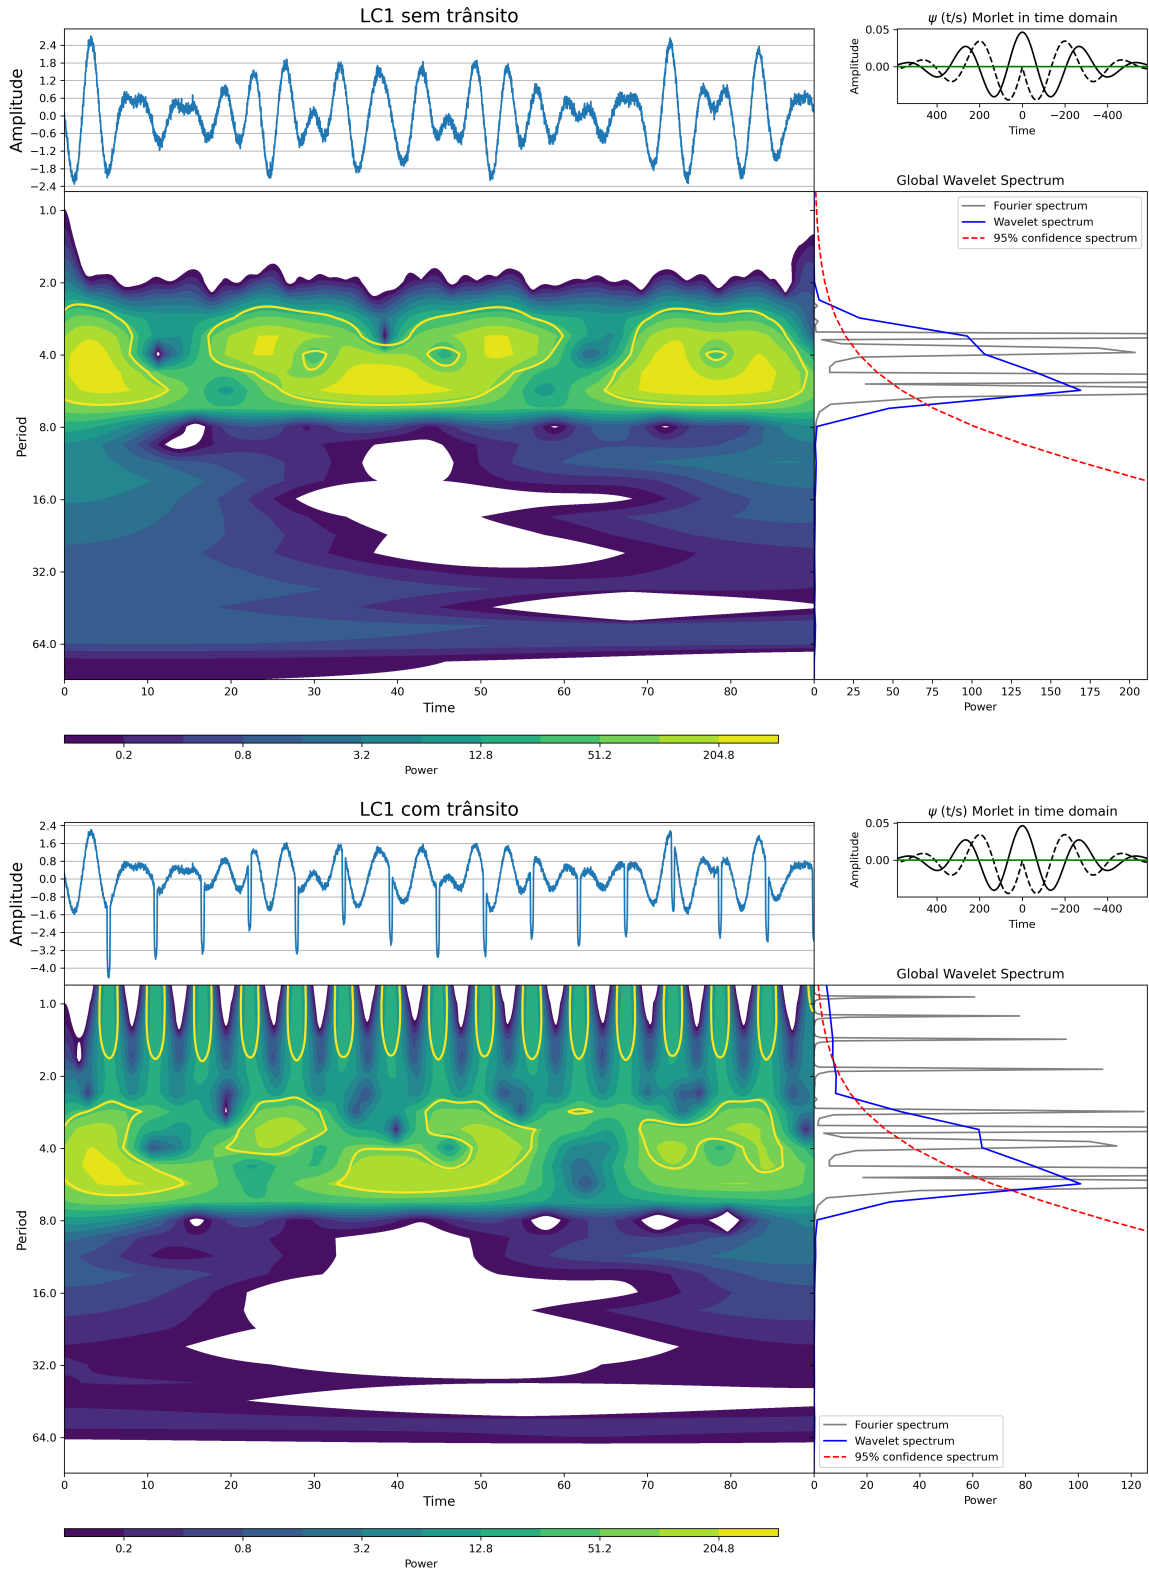 LC1 sem trânsito
ψ (t/s) Morlet in time domain
Amplitude
2.4
1.8
1.2
0.6
0.0
−0.6
−1.2
−1.8
−2.4
Amplitude
0.05
0.00
400 200 0 −200 −400
Time
Global Wavelet Spectrum
Fourier spectrum
Wavelet spectrum
95% confidence spectrum
Period
1.0
2.0
4.0
8.0
16.0
32.0
64.0
0 10 20 30 40 50 60 70 80
Time
0 25 50 75 100 125 150 175 200
Power
0.2 0.8 3.2 12.8 51.2 204.8
Power
LC1 com trânsito
ψ (t/s) Morlet in time domain
Amplitude
2.4
1.6
0.8
0.0
−0.8
−1.6
−2.4
−3.2
−4.0
Amplitude
0.05
0.00
400 200 0 −200 −400
Time
Global Wavelet Spectrum
Period
1.0
2.0
4.0
8.0
16.0
32.0
64.0
Fourier spectrum
Wavelet spectrum
95% confidence spectrum
0 10 20 30 40 50 60 70 80
Time
0 20 40 60 80 100 120
Power
0.2 0.8 3.2 12.8 51.2 204.8
Power